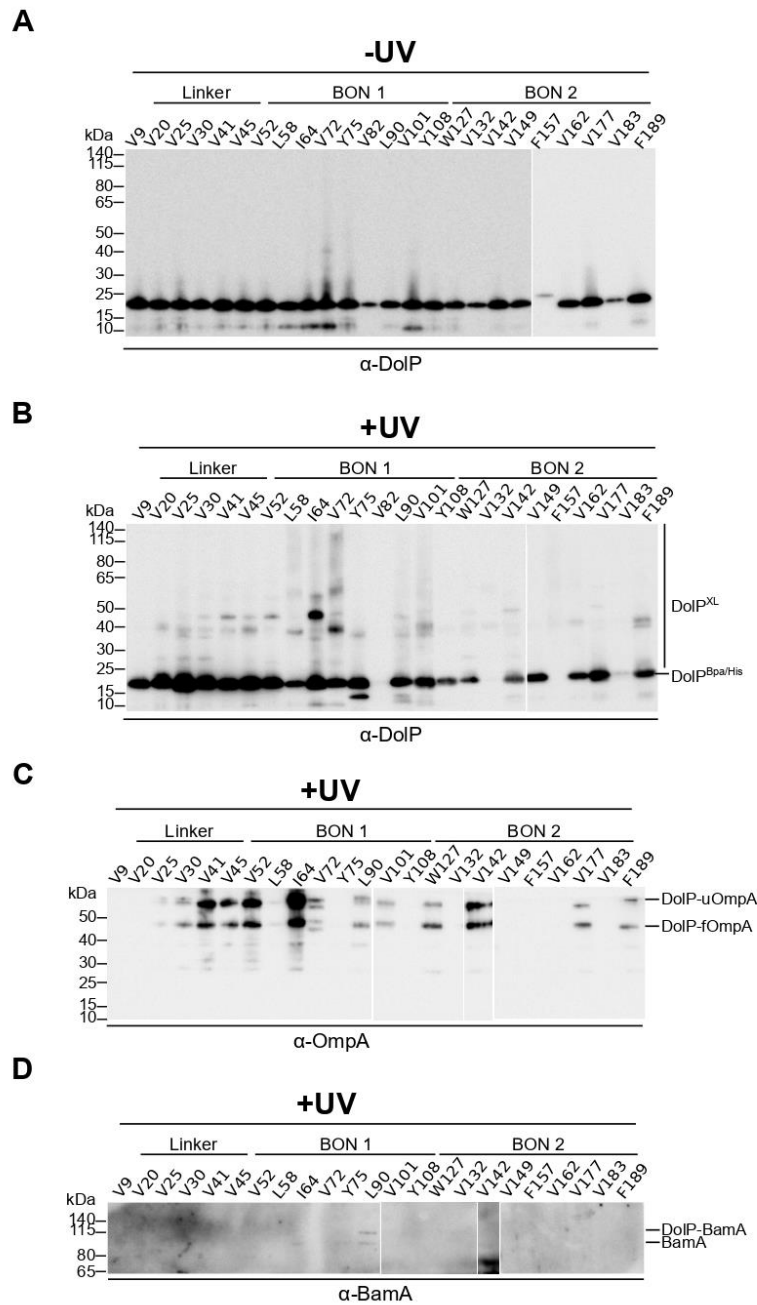 A
-UV
Linker BON 1 BON 2
kDa V9 V20 V25 V30 V41 V45 V52 L58 I64 V72 Y75 V82 L90 V101 Y108 W127 V132 V142 V149 F157 V162 V177 V183 F189
140
115
80
65
50
40
30
25
15
10
α-DolP
B
+UV
Linker BON 1 BON 2
kDa V9 V20 V25 V30 V41 V45 V52 L58 I64 V72 Y75 V82 L90 V101 Y108 W127 V132 V142 V149 F157 V162 V177 V183 F189
140
115
80
65
50
40
30
25
15
10
DolP^XL
DolP^Bpa/His
α-DolP
C
+UV
Linker BON 1 BON 2
kDa V9 V20 V25 V30 V41 V45 V52 L58 I64 V72 Y75 L90 V101 Y108 W127 V132 V142 V149 F157 V162 V177 V183 F189
50
40
30
25
15
10
DolP-uOmpA
DolP-fOmpA
α-OmpA
D
+UV
Linker BON 1 BON 2
kDa V9 V20 V25 V30 V41 V45 V52 L58 I64 V72 Y75 L90 V101 Y108 W127 V132 V142 V149 F157 V162 V177 V183 F189
140
115
80
65
DolP-BamA
BamA
α-BamA